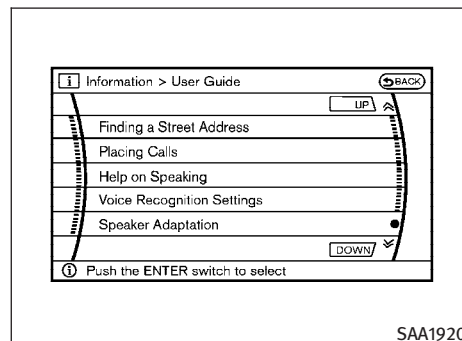 i Information > User Guide BACK
UP
Finding a Street Address
Placing Calls
Help on Speaking
Voice Recognition Settings
Speaker Adaptation
DOWN
i Push the ENTER switch to select
SAA1920